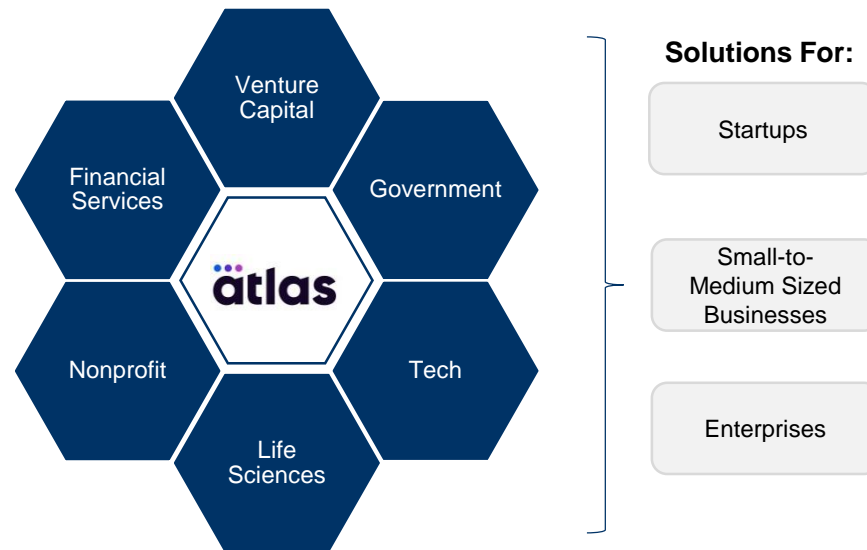 Venture
Capital
Financial
Services
Government
atlas
Nonprofit
Tech
Life
Sciences
Solutions For:
Startups
Small-to-
Medium Sized
Businesses
Enterprises